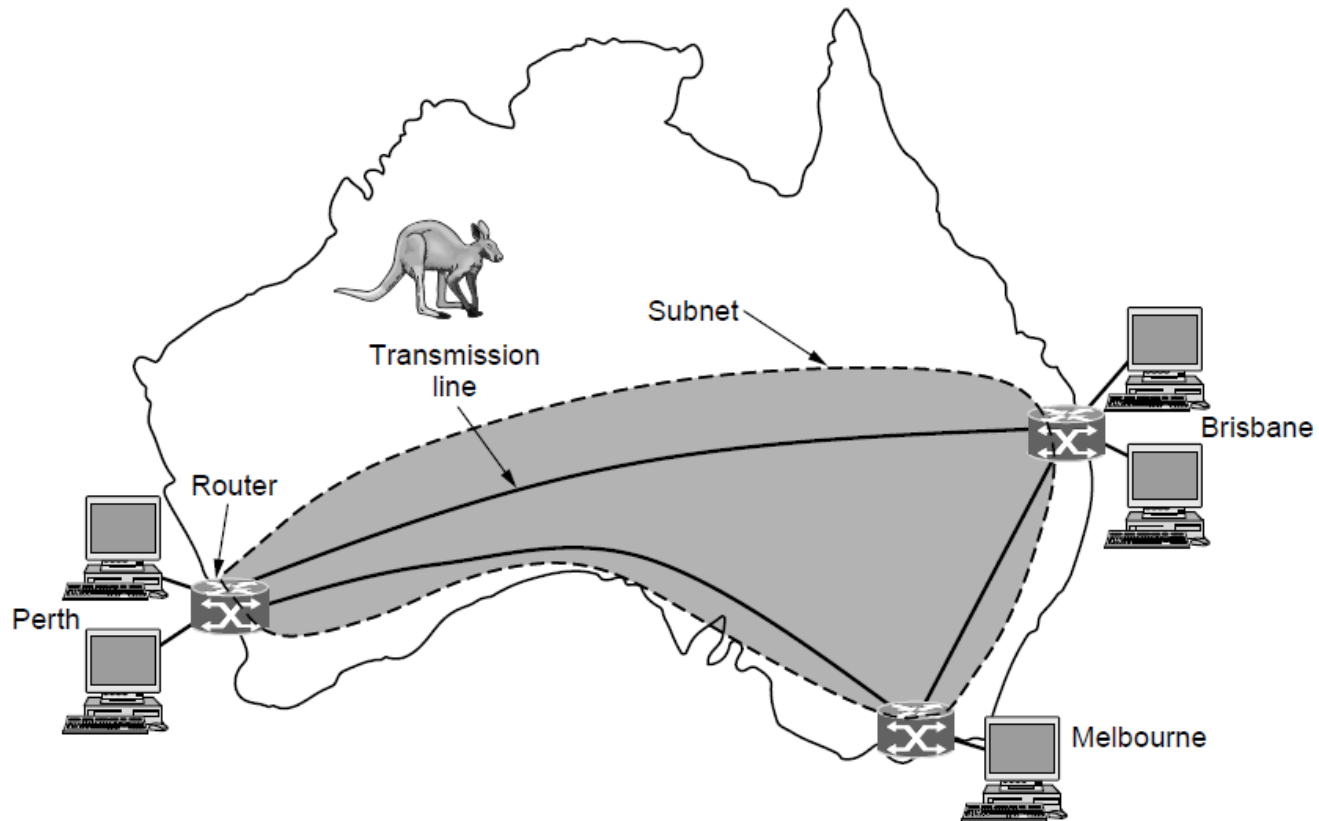 Subnet
Transmission
line
Brisbane
Router
Perth
Melbourne